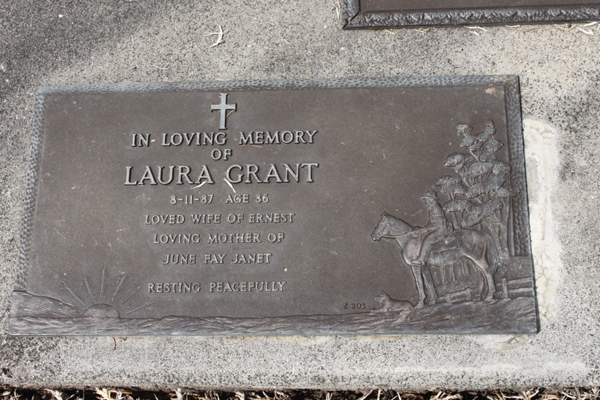 IN LOVING MEMORY
OF
LAURA GRANT
8-11-87 AGE 86
LOVED WIFE OF ERNEST
LOVING MOTHER OF
JUNE FAY JANET
RESTING PEACEFULLY